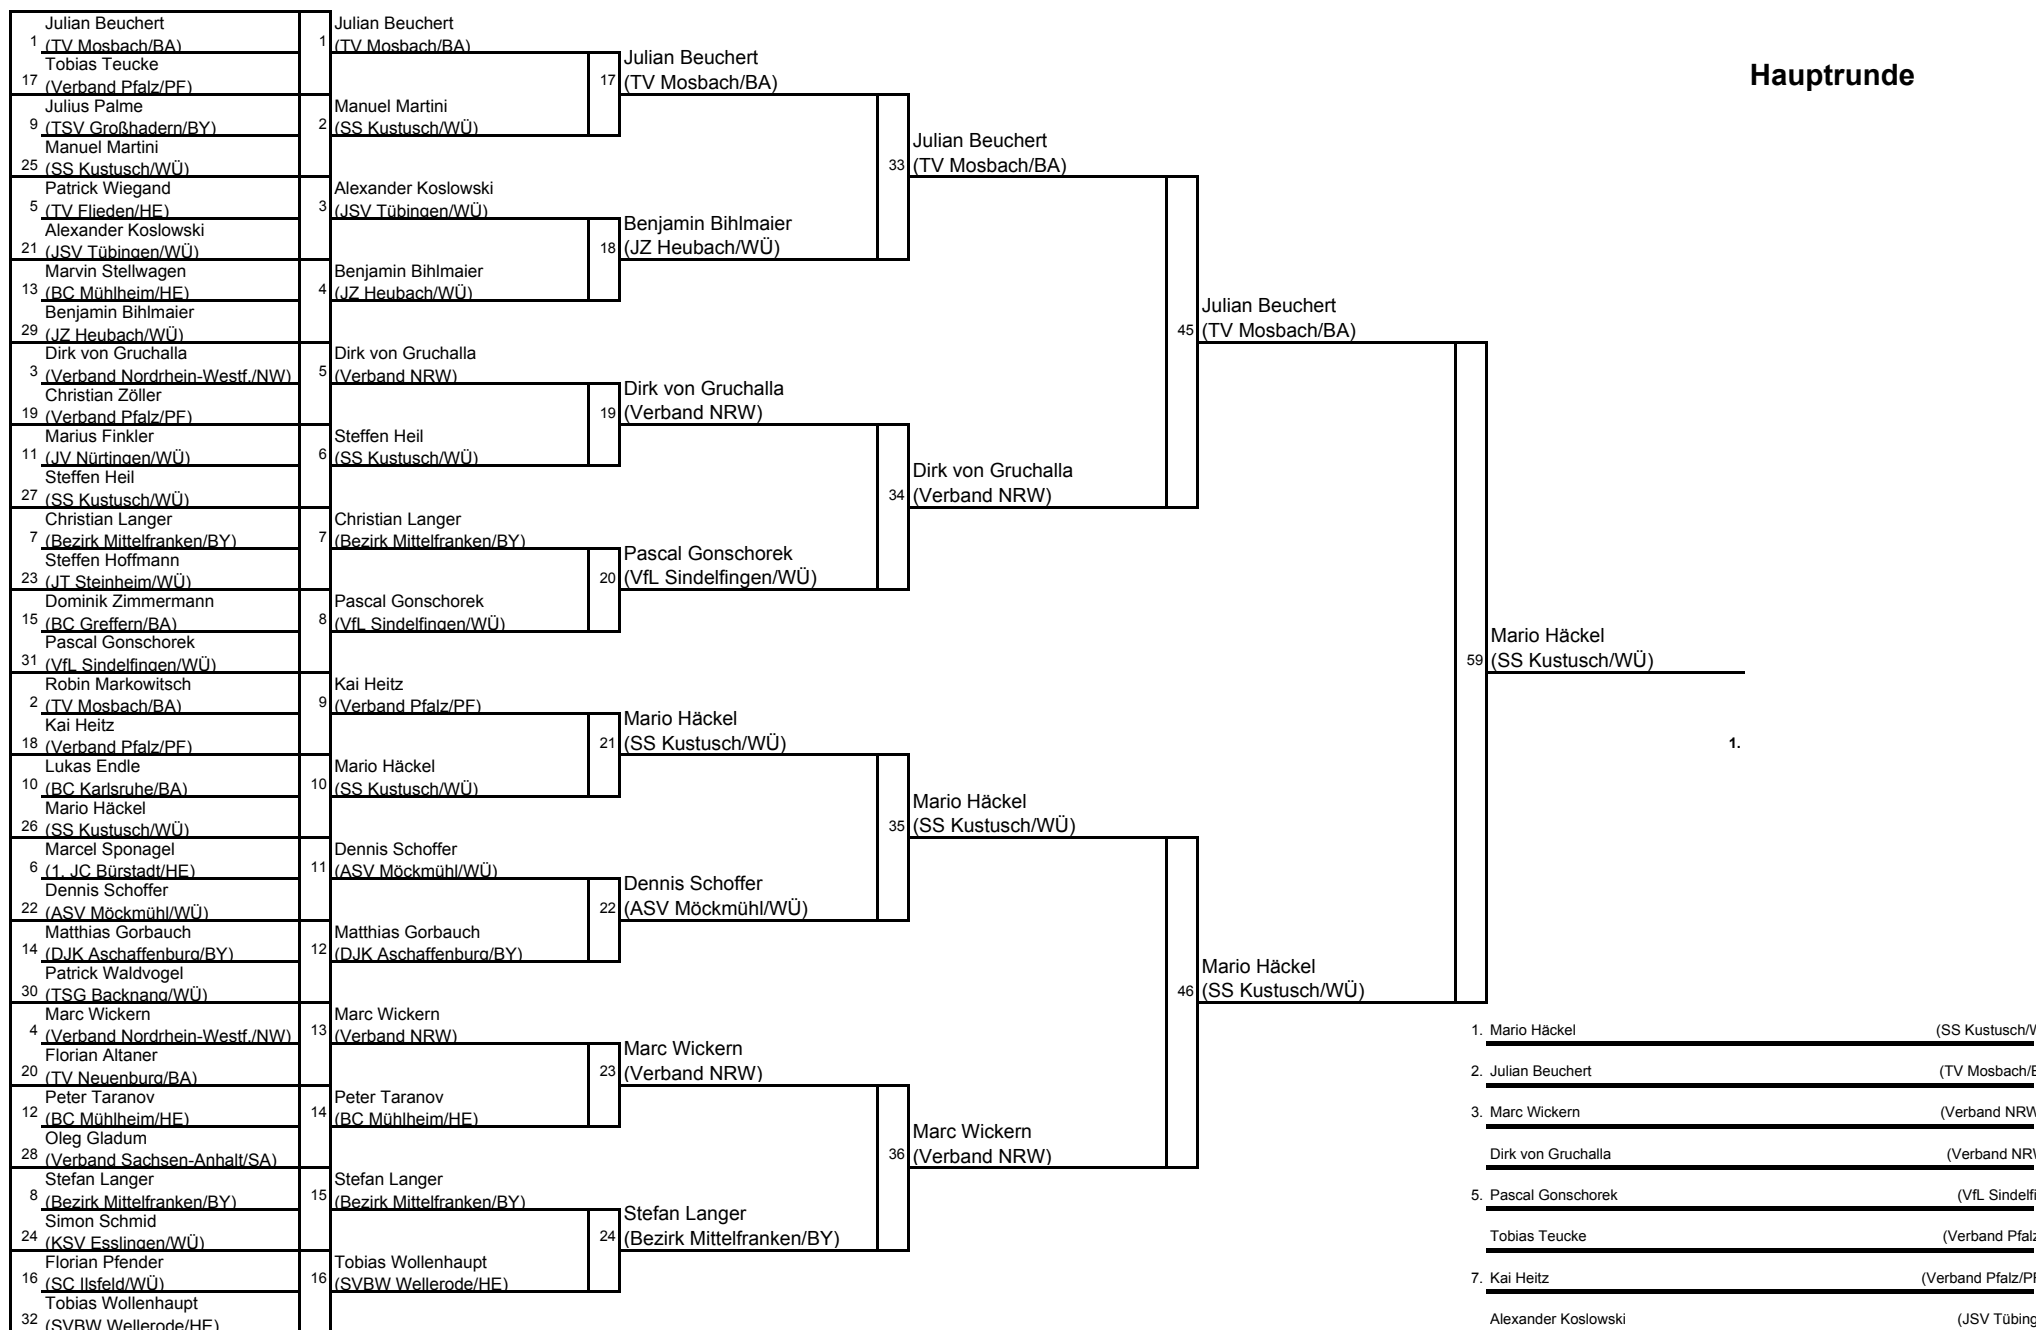 Hauptrunde
1 Julian Beuchert
(TV Mosbach/BA)
17 Tobias Teucke
(Verband Pfalz/PF)
9 Julius Palme
(TSV Großhadern/BY)
25 Manuel Martini
(SS Kustusch/WÜ)
5 Patrick Wiegand
(TV Flieden/HE)
21 Alexander Koslowski
(JSV Tübingen/WÜ)
13 Marvin Stellwagen
(BC Mühlheim/HE)
29 Benjamin Bihlmaier
(JZ Heubach/WÜ)
3 Dirk von Gruchalla
(Verband Nordrhein-Westf./NW)
19 Christian Zöller
(Verband Pfalz/PF)
11 Marius Finkler
(JV Nürtingen/WÜ)
27 Steffen Heil
(SS Kustusch/WÜ)
7 Christian Langer
(Bezirk Mittelfranken/BY)
23 Steffen Hoffmann
(JT Steinheim/WÜ)
15 Dominik Zimmermann
(BC Greffern/BA)
31 Pascal Gonschorek
(VfL Sindelfingen/WÜ)
2 Robin Markowitsch
(TV Mosbach/BA)
18 Kai Heitz
(Verband Pfalz/PF)
10 Lukas Endle
(BC Karlsruhe/BA)
26 Mario Häckel
(SS Kustusch/WÜ)
6 Marcel Sponagel
(1. JC Bürstadt/HE)
22 Dennis Schoffer
(ASV Möckmühl/WÜ)
14 Matthias Gorbauch
(DJK Aschaffenburg/BY)
30 Patrick Waldvogel
(TSG Backnang/WÜ)
4 Marc Wickern
(Verband Nordrhein-Westf./NW)
20 Florian Altaner
(TV Neuenburg/BA)
12 Peter Taranov
(BC Mühlheim/HE)
28 Oleg Gladum
(Verband Sachsen-Anhalt/SA)
8 Stefan Langer
(Bezirk Mittelfranken/BY)
24 Simon Schmid
(KSV Esslingen/WÜ)
16 Florian Pfender
(SC Ilsfeld/WÜ)
32 Tobias Wollenhaupt
(SVBW Wellerode/HE)
1 Julian Beuchert
(TV Mosbach/BA)
2 Manuel Martini
(SS Kustusch/WÜ)
3 Alexander Koslowski
(JSV Tübingen/WÜ)
4 Benjamin Bihlmaier
(JZ Heubach/WÜ)
5 Dirk von Gruchalla
(Verband NRW)
6 Steffen Heil
(SS Kustusch/WÜ)
7 Christian Langer
(Bezirk Mittelfranken/BY)
8 Pascal Gonschorek
(VfL Sindelfingen/WÜ)
9 Kai Heitz
(Verband Pfalz/PF)
10 Mario Häckel
(SS Kustusch/WÜ)
11 Dennis Schoffer
(ASV Möckmühl/WÜ)
12 Matthias Gorbauch
(DJK Aschaffenburg/BY)
13 Marc Wickern
(Verband NRW)
14 Peter Taranov
(BC Mühlheim/HE)
15 Stefan Langer
(Bezirk Mittelfranken/BY)
16 Tobias Wollenhaupt
(SVBW Wellerode/HE)
17 Julian Beuchert
(TV Mosbach/BA)
18 Benjamin Bihlmaier
(JZ Heubach/WÜ)
19 Dirk von Gruchalla
(Verband NRW)
20 Pascal Gonschorek
(VfL Sindelfingen/WÜ)
21 Mario Häckel
(SS Kustusch/WÜ)
22 Dennis Schoffer
(ASV Möckmühl/WÜ)
23 Marc Wickern
(Verband NRW)
24 Stefan Langer
(Bezirk Mittelfranken/BY)
33 Julian Beuchert
(TV Mosbach/BA)
34 Dirk von Gruchalla
(Verband NRW)
35 Mario Häckel
(SS Kustusch/WÜ)
36 Marc Wickern
(Verband NRW)
45 Julian Beuchert
(TV Mosbach/BA)
46 Mario Häckel
(SS Kustusch/WÜ)
59 Mario Häckel
(SS Kustusch/WÜ)
1.
1. Mario Häckel (SS Kustusch/
2. Julian Beuchert (TV Mosbach/
3. Marc Wickern (Verband NRW
Dirk von Gruchalla (Verband NRW
5. Pascal Gonschorek (VfL Sindelfi
Tobias Teucke (Verband Pfalz
7. Kai Heitz (Verband Pfalz/PF
Alexander Koslowski (JSV Tübing